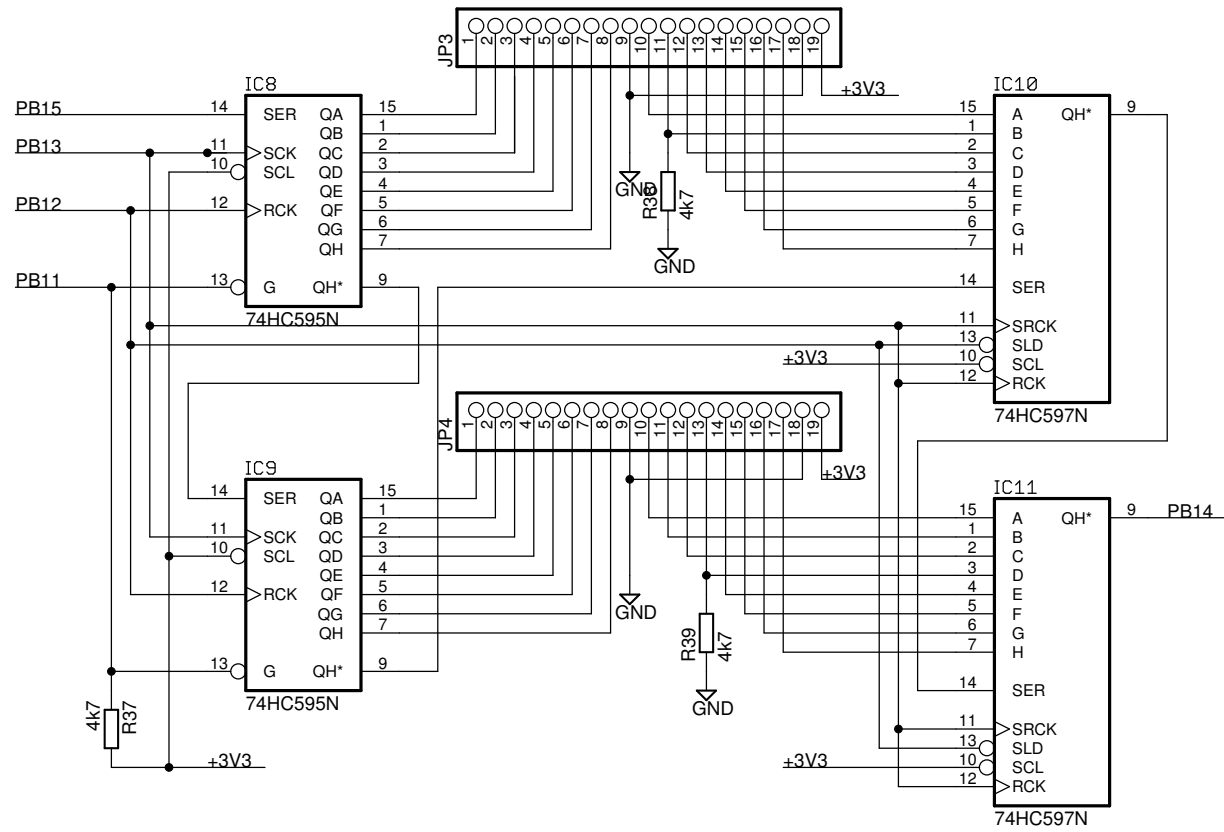 JP3
1 2 3 4 5 6 7 8 9 10 11 12 13 14 15 16 17 18 19
+3V3
GND
R38
4k7
GND
IC8
PB15 14 SER QA 15
QB 1
PB13 11 SCK QC 2
10 SCL QD 3
QE 4
PB12 12 RCK QF 5
QG 6
QH 7
PB11 13 G QH* 9
74HC595N
IC10
15 A QH* 9
1 B
2 C
3 D
4 E
5 F
6 G
7 H
14 SER
11 SRCK
13 SLD
+3V3 10 SCL
12 RCK
74HC597N
JP4
1 2 3 4 5 6 7 8 9 10 11 12 13 14 15 16 17 18 19
+3V3
GND
R39
4k7
GND
IC9
14 SER QA 15
QB 1
11 SCK QC 2
10 SCL QD 3
QE 4
12 RCK QF 5
QG 6
QH 7
13 G QH* 9
74HC595N
4k7
R37
+3V3
IC11
15 A QH* 9 PB14
1 B
2 C
3 D
4 E
5 F
6 G
7 H
14 SER
11 SRCK
13 SLD
+3V3 10 SCL
12 RCK
74HC597N